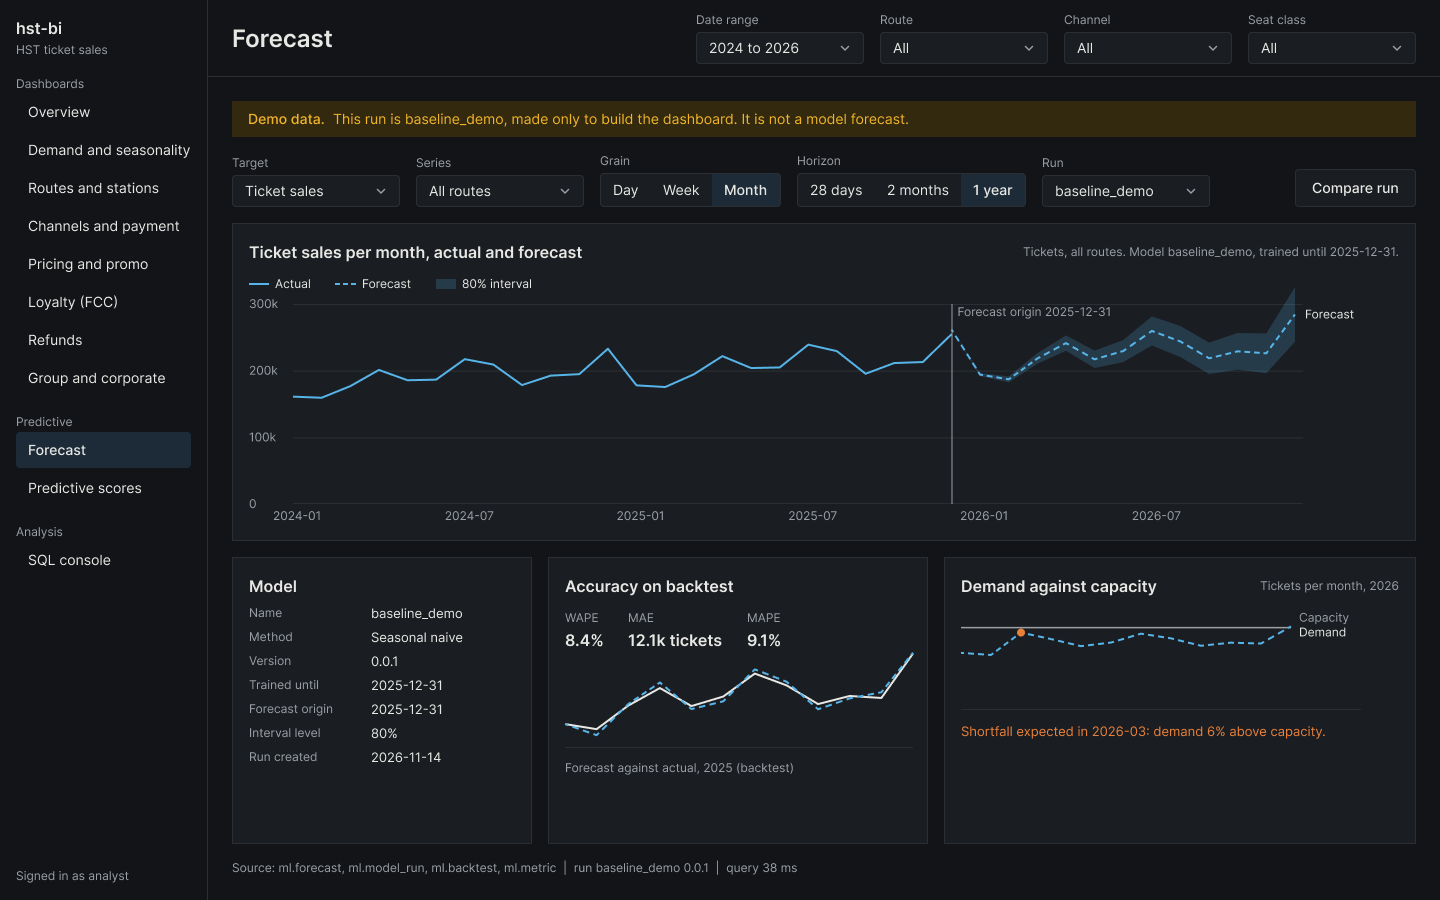 hst-bi
HST ticket sales
Dashboards
Overview
Demand and seasonality
Routes and stations
Channels and payment
Pricing and promo
Loyalty (FCC)
Refunds
Group and corporate
Predictive
Forecast
Predictive scores
Analysis
SQL console
Signed in as analyst
Forecast
Date range
2024 to 2026
Route
All
Channel
All
Seat class
All
Demo data. This run is baseline_demo, made only to build the dashboard. It is not a model forecast.
Target
Ticket sales
Series
All routes
Grain
Day Week Month
Horizon
28 days 2 months 1 year
Run
baseline_demo
Compare run
Ticket sales per month, actual and forecast
Tickets, all routes. Model baseline_demo, trained until 2025-12-31.
Actual Forecast 80% interval
300k
200k
100k
0
Forecast origin 2025-12-31
Forecast
2024-01 2024-07 2025-01 2025-07 2026-01 2026-07
Model
Name baseline_demo
Method Seasonal naive
Version 0.0.1
Trained until 2025-12-31
Forecast origin 2025-12-31
Interval level 80%
Run created 2026-11-14
Accuracy on backtest
WAPE MAE MAPE
8.4% 12.1k tickets 9.1%
Forecast against actual, 2025 (backtest)
Demand against capacity
Tickets per month, 2026
Capacity
Demand
Shortfall expected in 2026-03: demand 6% above capacity.
Source: ml.forecast, ml.model_run, ml.backtest, ml.metric | run baseline_demo 0.0.1 | query 38 ms